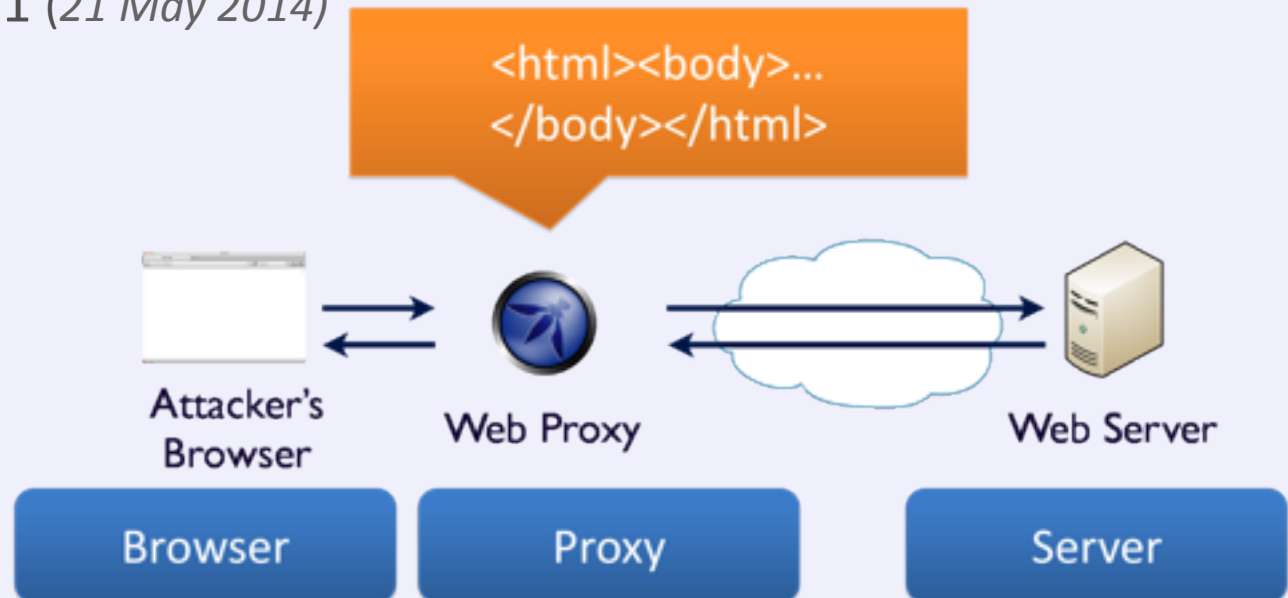 1 (21 May 2014)
<html><body>...
</body></html>
Attacker's
Browser
Web Proxy
Web Server
Browser
Proxy
Server